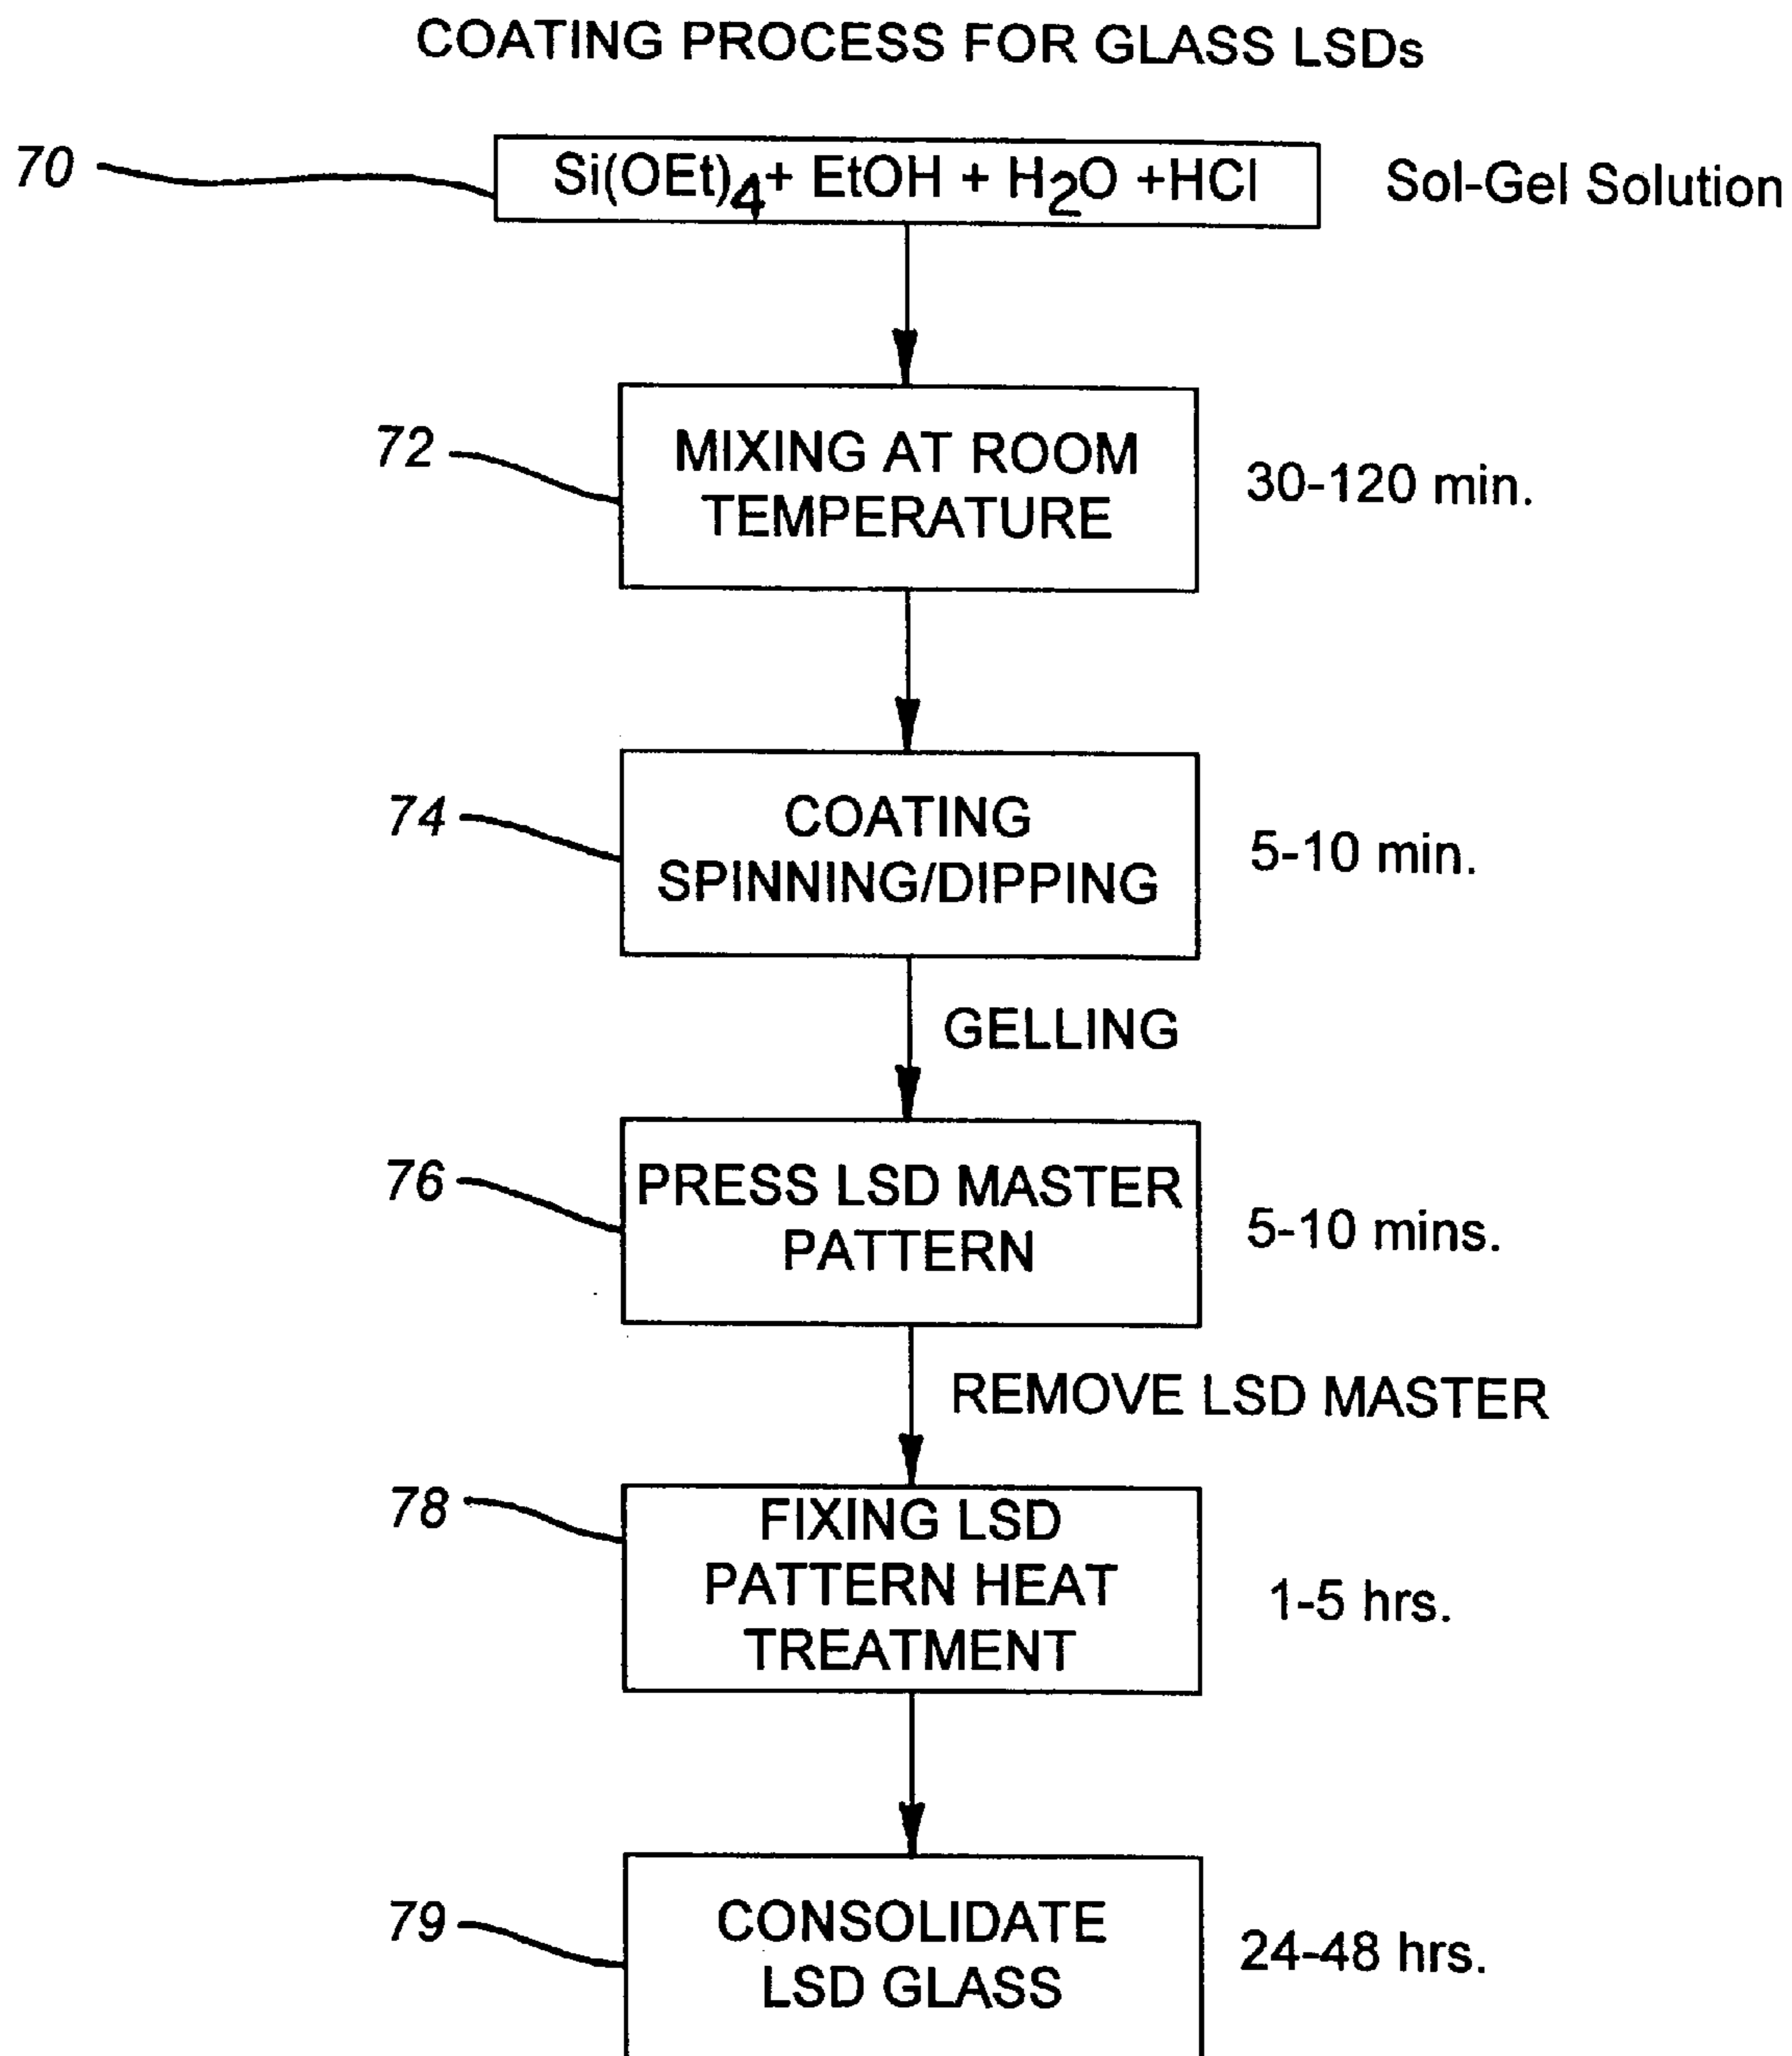 COATING PROCESS FOR GLASS LSDs
70
Si(OEt)4+ EtOH + H2O +HCl
Sol-Gel Solution
72
MIXING AT ROOM
TEMPERATURE
30-120 min.
74
COATING
SPINNING/DIPPING
5-10 min.
GELLING
76
PRESS LSD MASTER
PATTERN
5-10 mins.
REMOVE LSD MASTER
78
FIXING LSD
PATTERN HEAT
TREATMENT
1-5 hrs.
79
CONSOLIDATE
LSD GLASS
24-48 hrs.